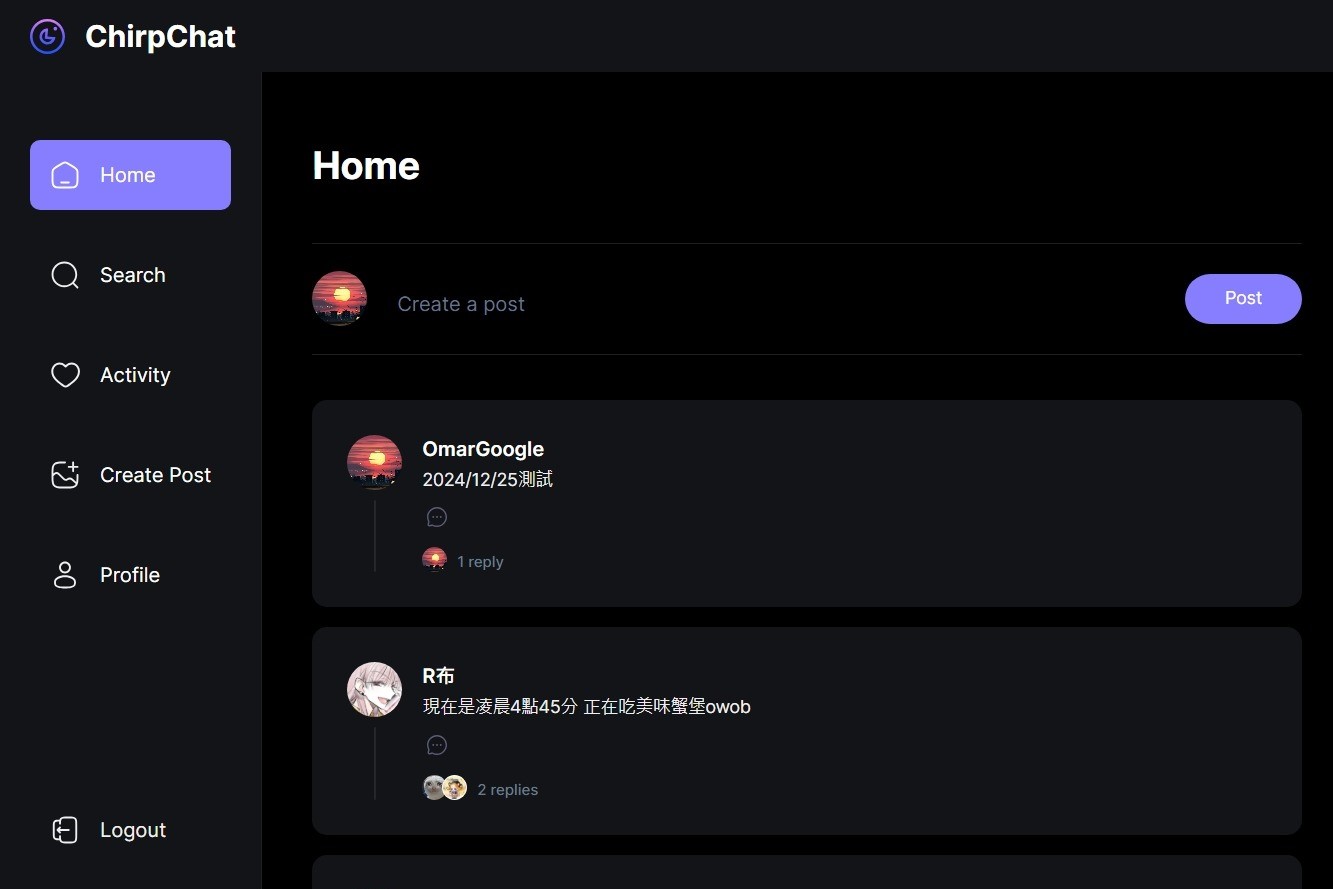 ChirpChat
Home
Search
Activity
Create Post
Profile
Logout
Home
Create a post
Post
OmarGoogle
2024/12/25測試
1 reply
R布
現在是凌晨4點45分 正在吃美味蟹堡owob
2 replies